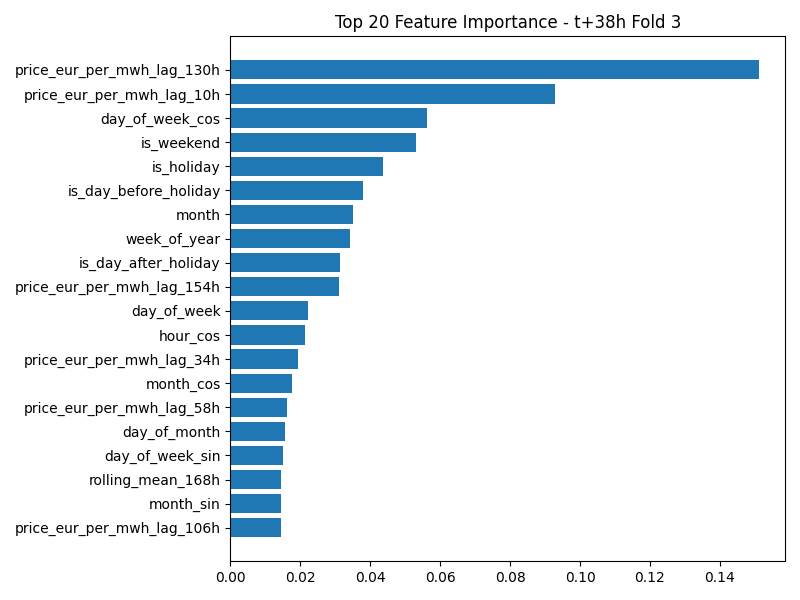 Top 20 Feature Importance - t+38h Fold 3
price_eur_per_mwh_lag_130h
price_eur_per_mwh_lag_10h
day_of_week_cos
is_weekend
is_holiday
is_day_before_holiday
month
week_of_year
is_day_after_holiday
price_eur_per_mwh_lag_154h
day_of_week
hour_cos
price_eur_per_mwh_lag_34h
month_cos
price_eur_per_mwh_lag_58h
day_of_month
day_of_week_sin
rolling_mean_168h
month_sin
price_eur_per_mwh_lag_106h
0.00 0.02 0.04 0.06 0.08 0.10 0.12 0.14